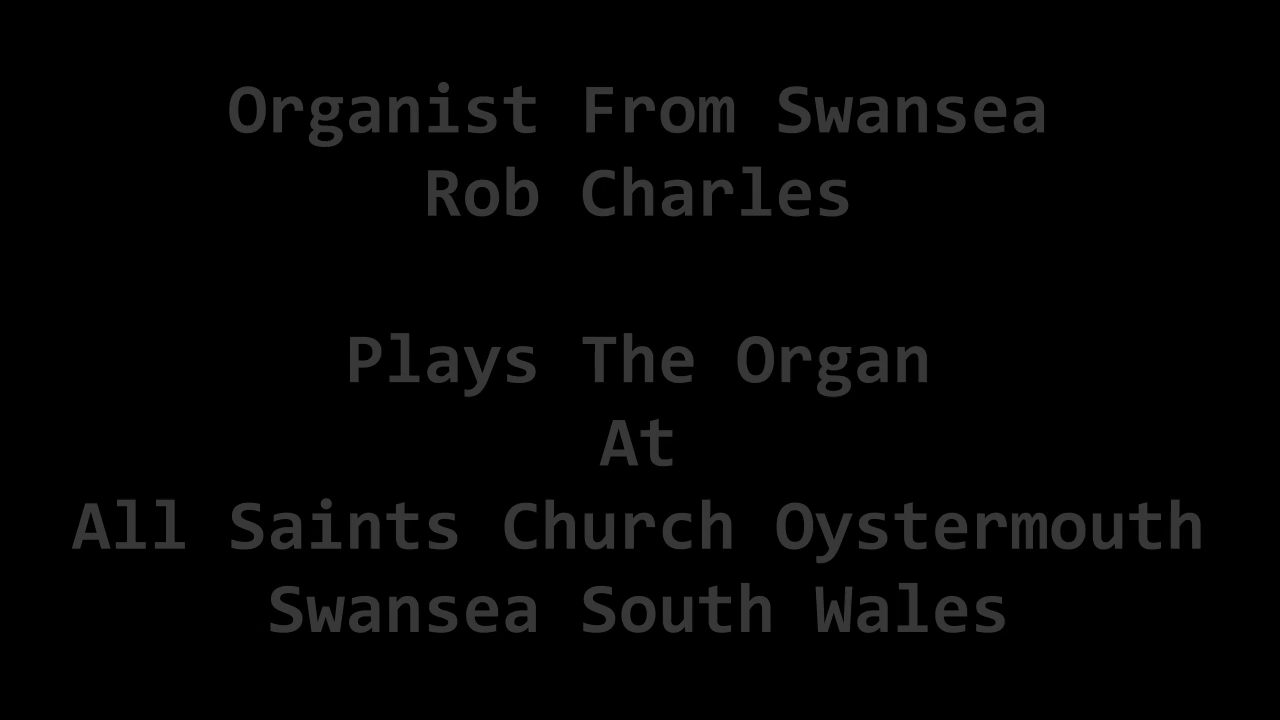 Organist From Swansea
Rob Charles
Plays The Organ
At
All Saints Church Oystermouth
Swansea South Wales